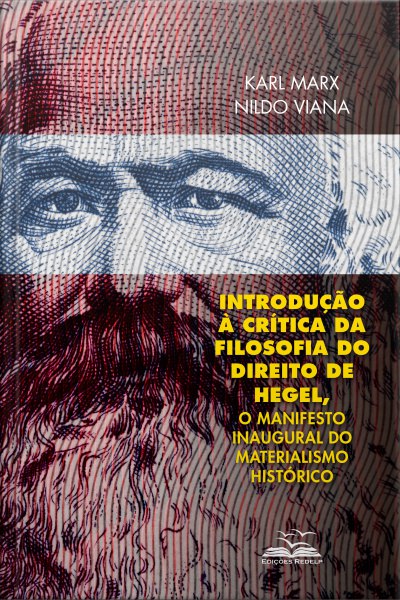 KARL MARX
NILDO VIANA
INTRODUÇÃO
À CRÍTICA DA
FILOSOFIA DO
DIREITO DE
HEGEL,
O MANIFESTO
INAUGURAL DO
MATERIALISMO
HISTÓRICO
EDIÇÕES REDELP